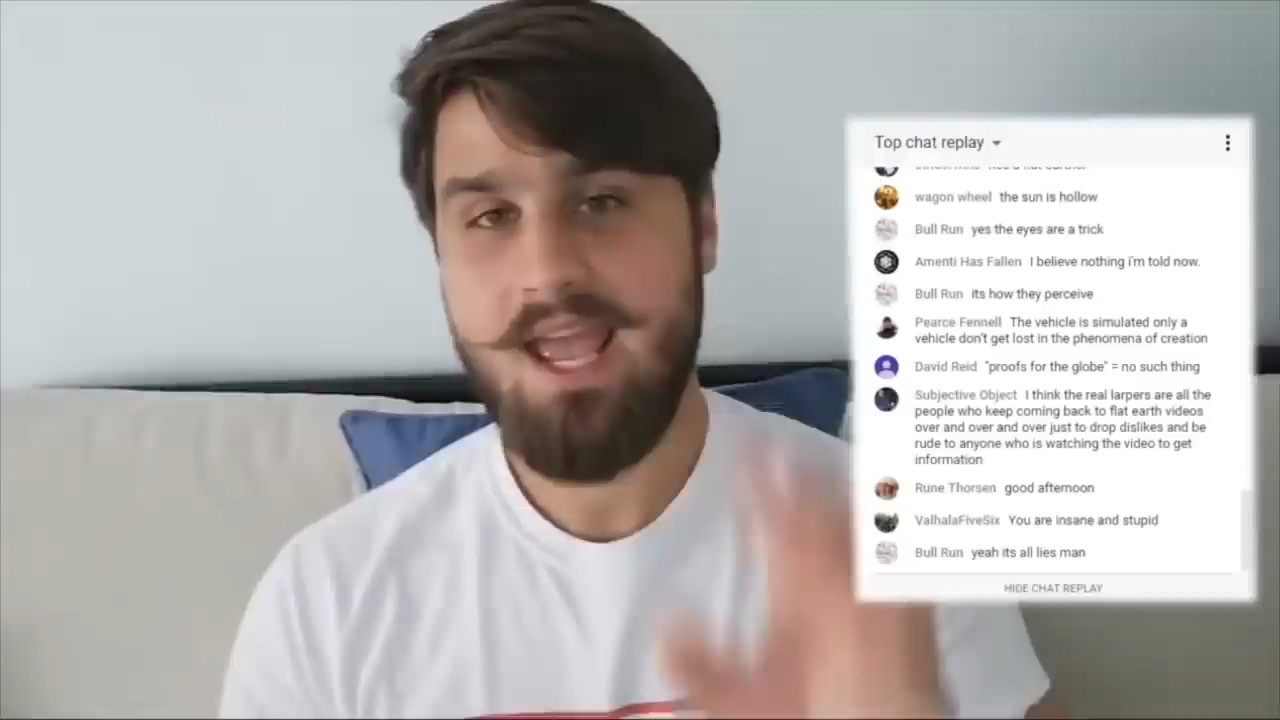 Top chat replay
wagon wheel the sun is hollow
Bull Run yes the eyes are a trick
Amenti Has Fallen I believe nothing i'm told now.
Bull Run its how they perceive
Pearce Fennell The vehicle is simulated only a
vehicle don't get lost in the phenomena of creation
David Reid "proofs for the globe" = no such thing
Subjective Object I think the real larpers are all the
people who keep coming back to flat earth videos
over and over and over just to drop dislikes and be
rude to anyone who is watching the video to get
information
Rune Thorsen good afternoon
ValhalaFiveSix You are insane and stupid
Bull Run yeah its all lies man
HIDE CHAT REPLAY